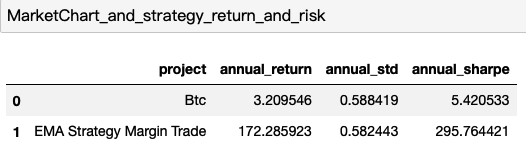 MarketChart_and_strategy_return_and_risk
project annual_return annual_std annual_sharpe
0 Btc 3.209546 0.588419 5.420533
1 EMA Strategy Margin Trade 172.285923 0.582443 295.764421